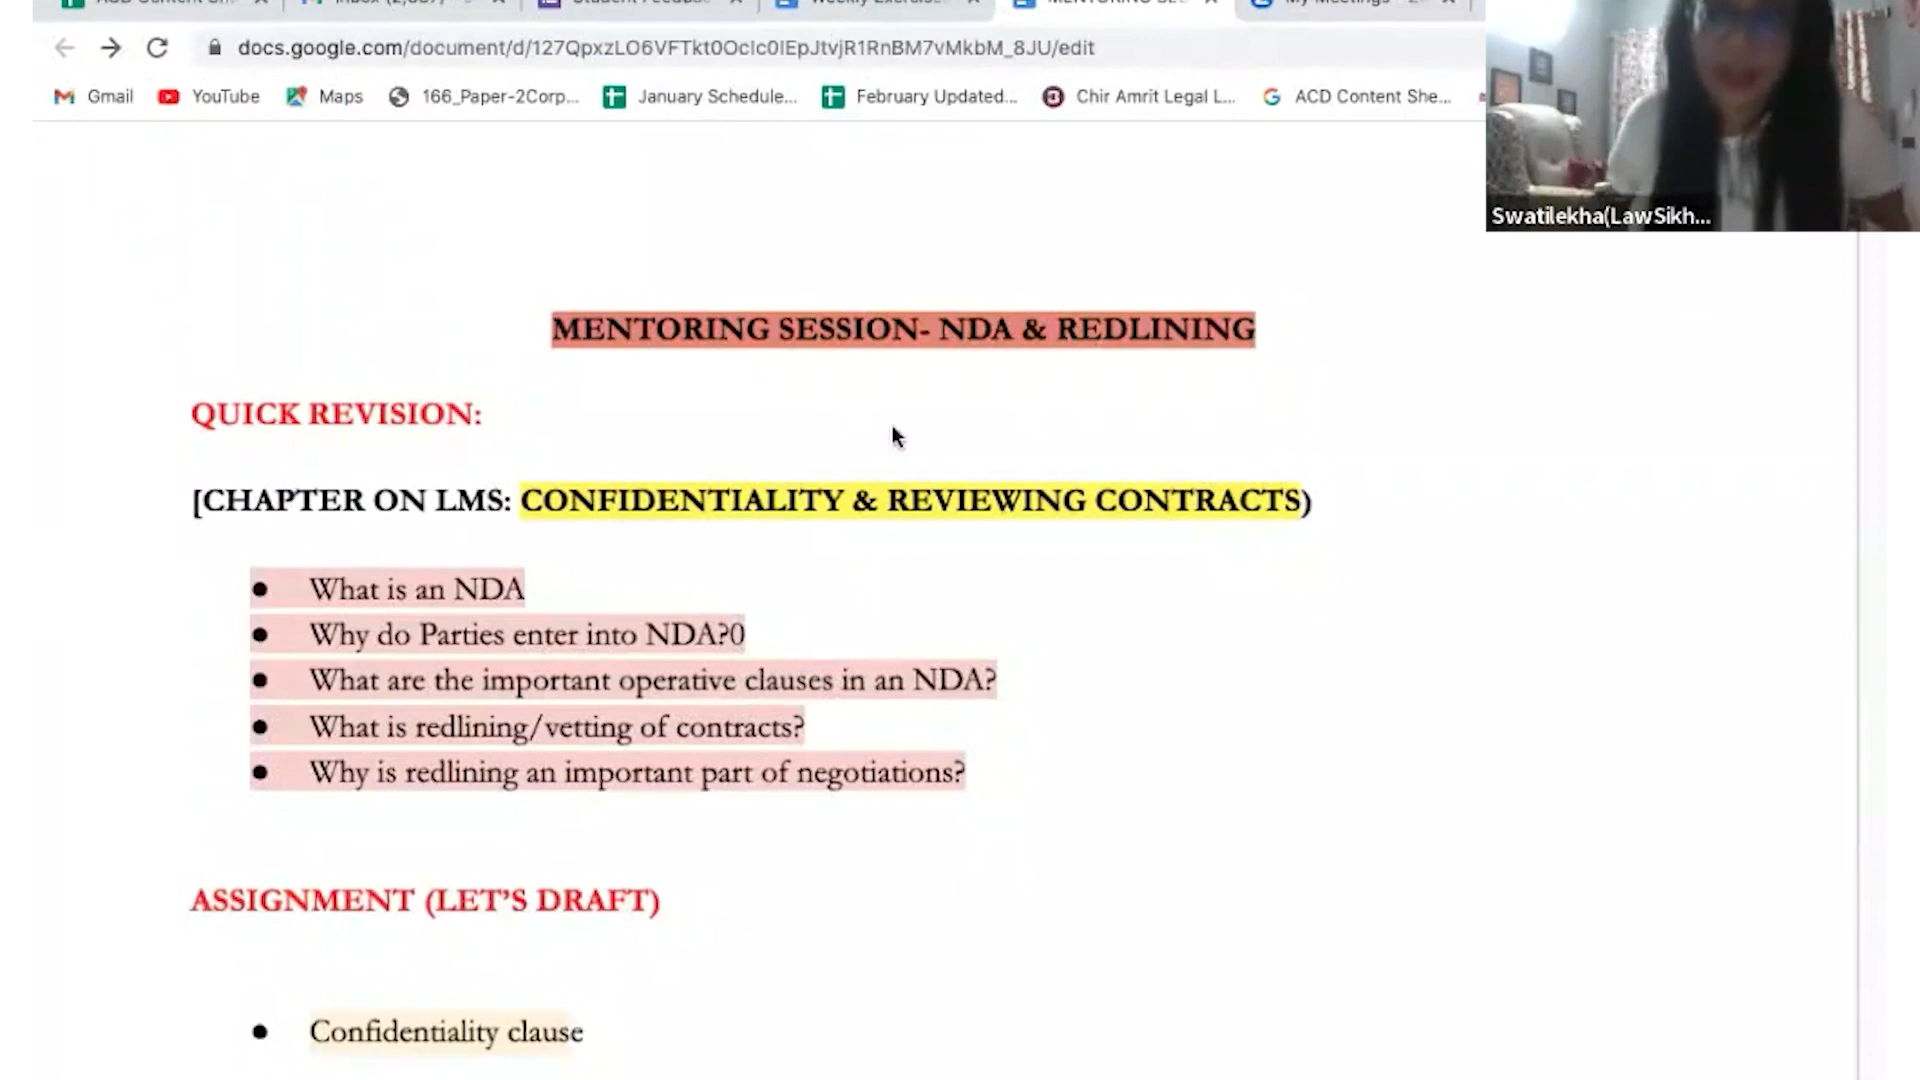 docs.google.com/document/d/127QpxzLO6VFTkt0Oclc0IEpJtvjR1RnBM7vMkbM_8JU/edit
Gmail YouTube Maps 166_Paper-2Corp... January Schedule... February Updated... Chir Amrit Legal L... ACD Content She...
Swatilekha(LawSikh...
MENTORING SESSION- NDA & REDLINING
QUICK REVISION:
[CHAPTER ON LMS: CONFIDENTIALITY & REVIEWING CONTRACTS)
● What is an NDA
● Why do Parties enter into NDA?0
● What are the important operative clauses in an NDA?
● What is redlining/vetting of contracts?
● Why is redlining an important part of negotiations?
ASSIGNMENT (LET’S DRAFT)
● Confidentiality clause